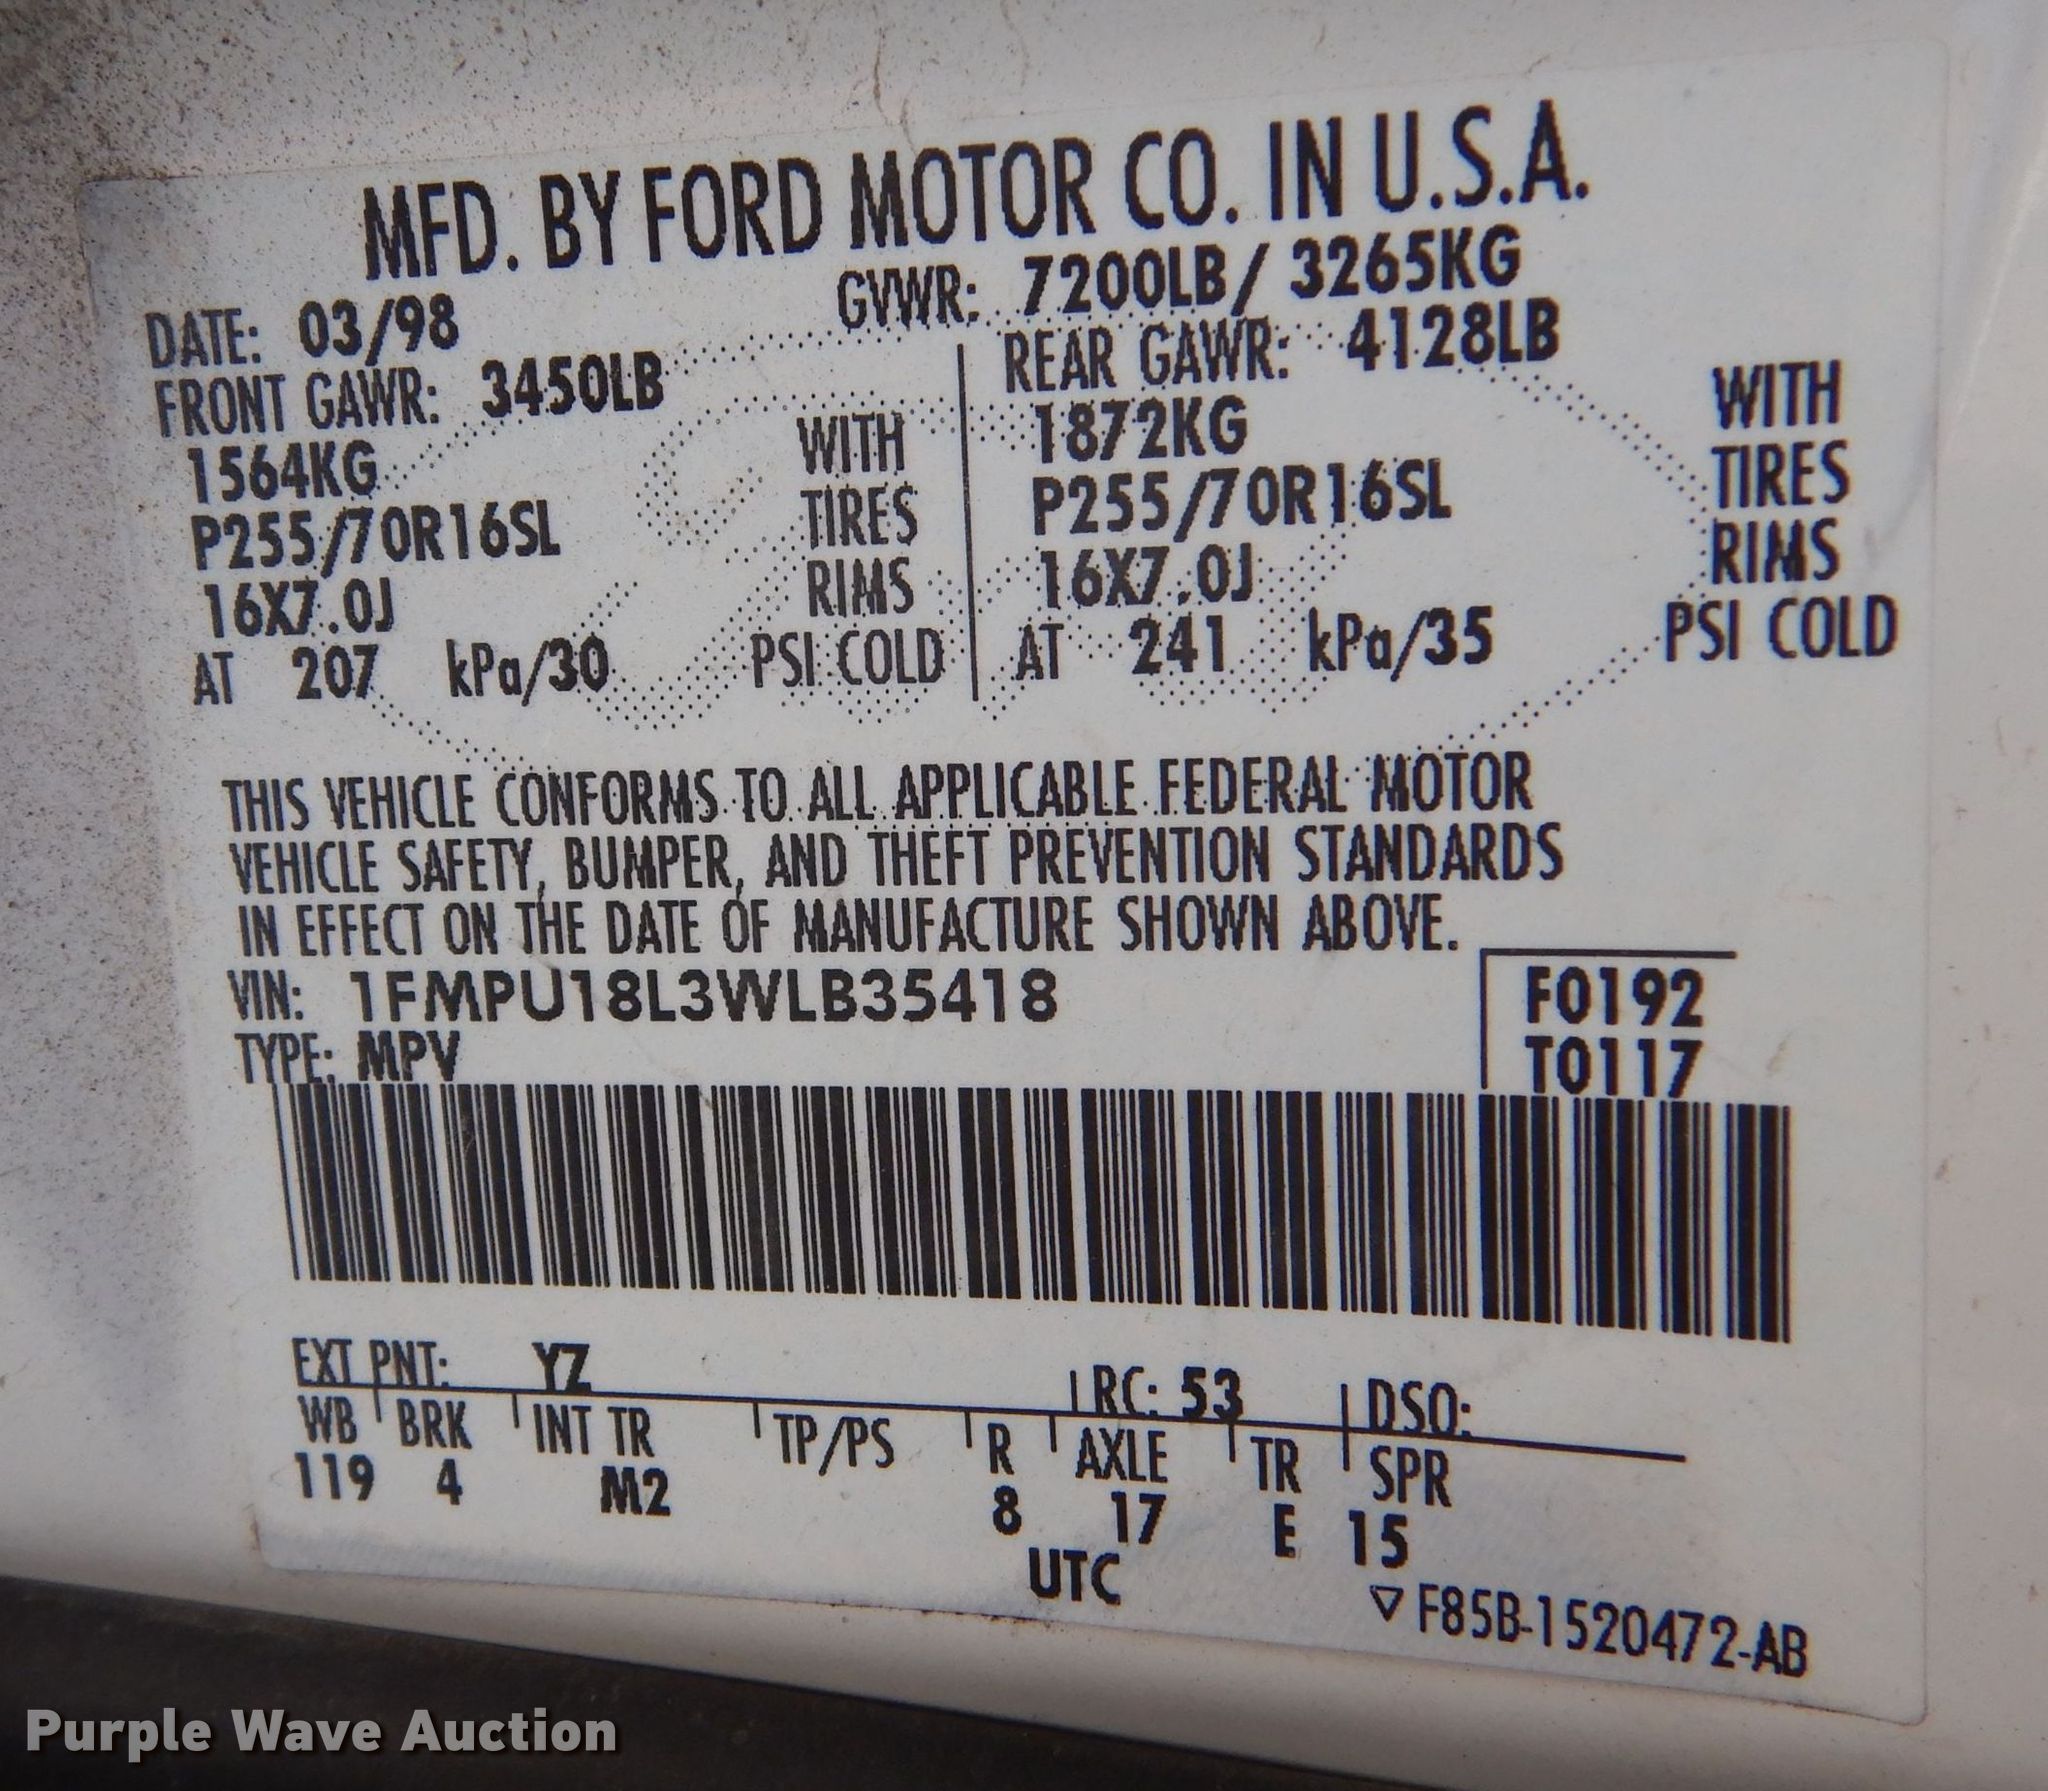 MFD. BY FORD MOTOR CO. IN U.S.A.
DATE: 03/98 GVWR: 7200LB/ 3265KG
FRONT GAWR: 3450LB REAR GAWR: 4128LB
1564KG WITH 1872KG WITH
P255/70R16SL TIRES P255/70R16SL TIRES
16X7.0J RIMS 16X7.0J RIMS
AT 207 kPa/30 PSI COLD AT 241 kPa/35 PSI COLD
THIS VEHICLE CONFORMS TO ALL APPLICABLE FEDERAL MOTOR
VEHICLE SAFETY, BUMPER, AND THEFT PREVENTION STANDARDS
IN EFFECT ON THE DATE OF MANUFACTURE SHOWN ABOVE.
VIN: 1FMPU18L3WLB35418 F0192
TYPE: MPV T0117
EXT PNT: YZ RC: 53 DSO:
WB BRK INT TR TP/PS R AXLE TR SPR
119 4 M2 8 17 E 15
UTC
▽ F85B-1520472-AB
Purple Wave Auction